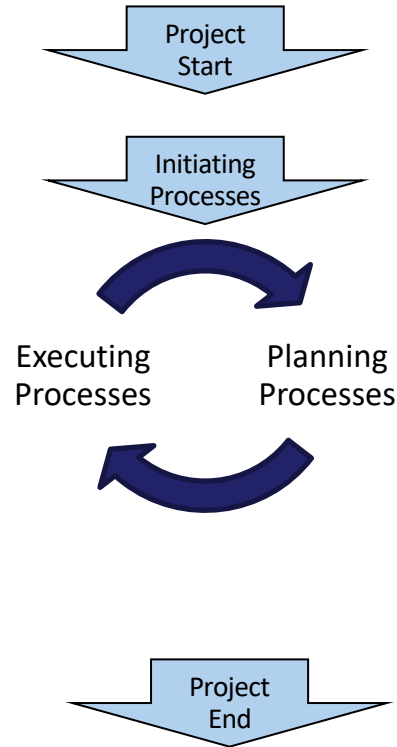 Project
Start
Initiating
Processes
Executing
Processes
Planning
Processes
Project
End